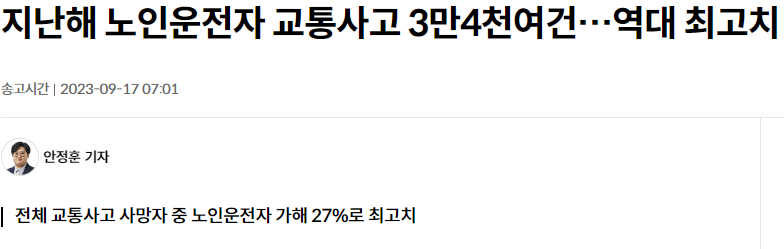 지난해 노인운전자 교통사고 3만4천여건…역대 최고치
송고시간 | 2023-09-17 07:01
안정훈 기자
전체 교통사고 사망자 중 노인운전자 가해 27%로 최고치